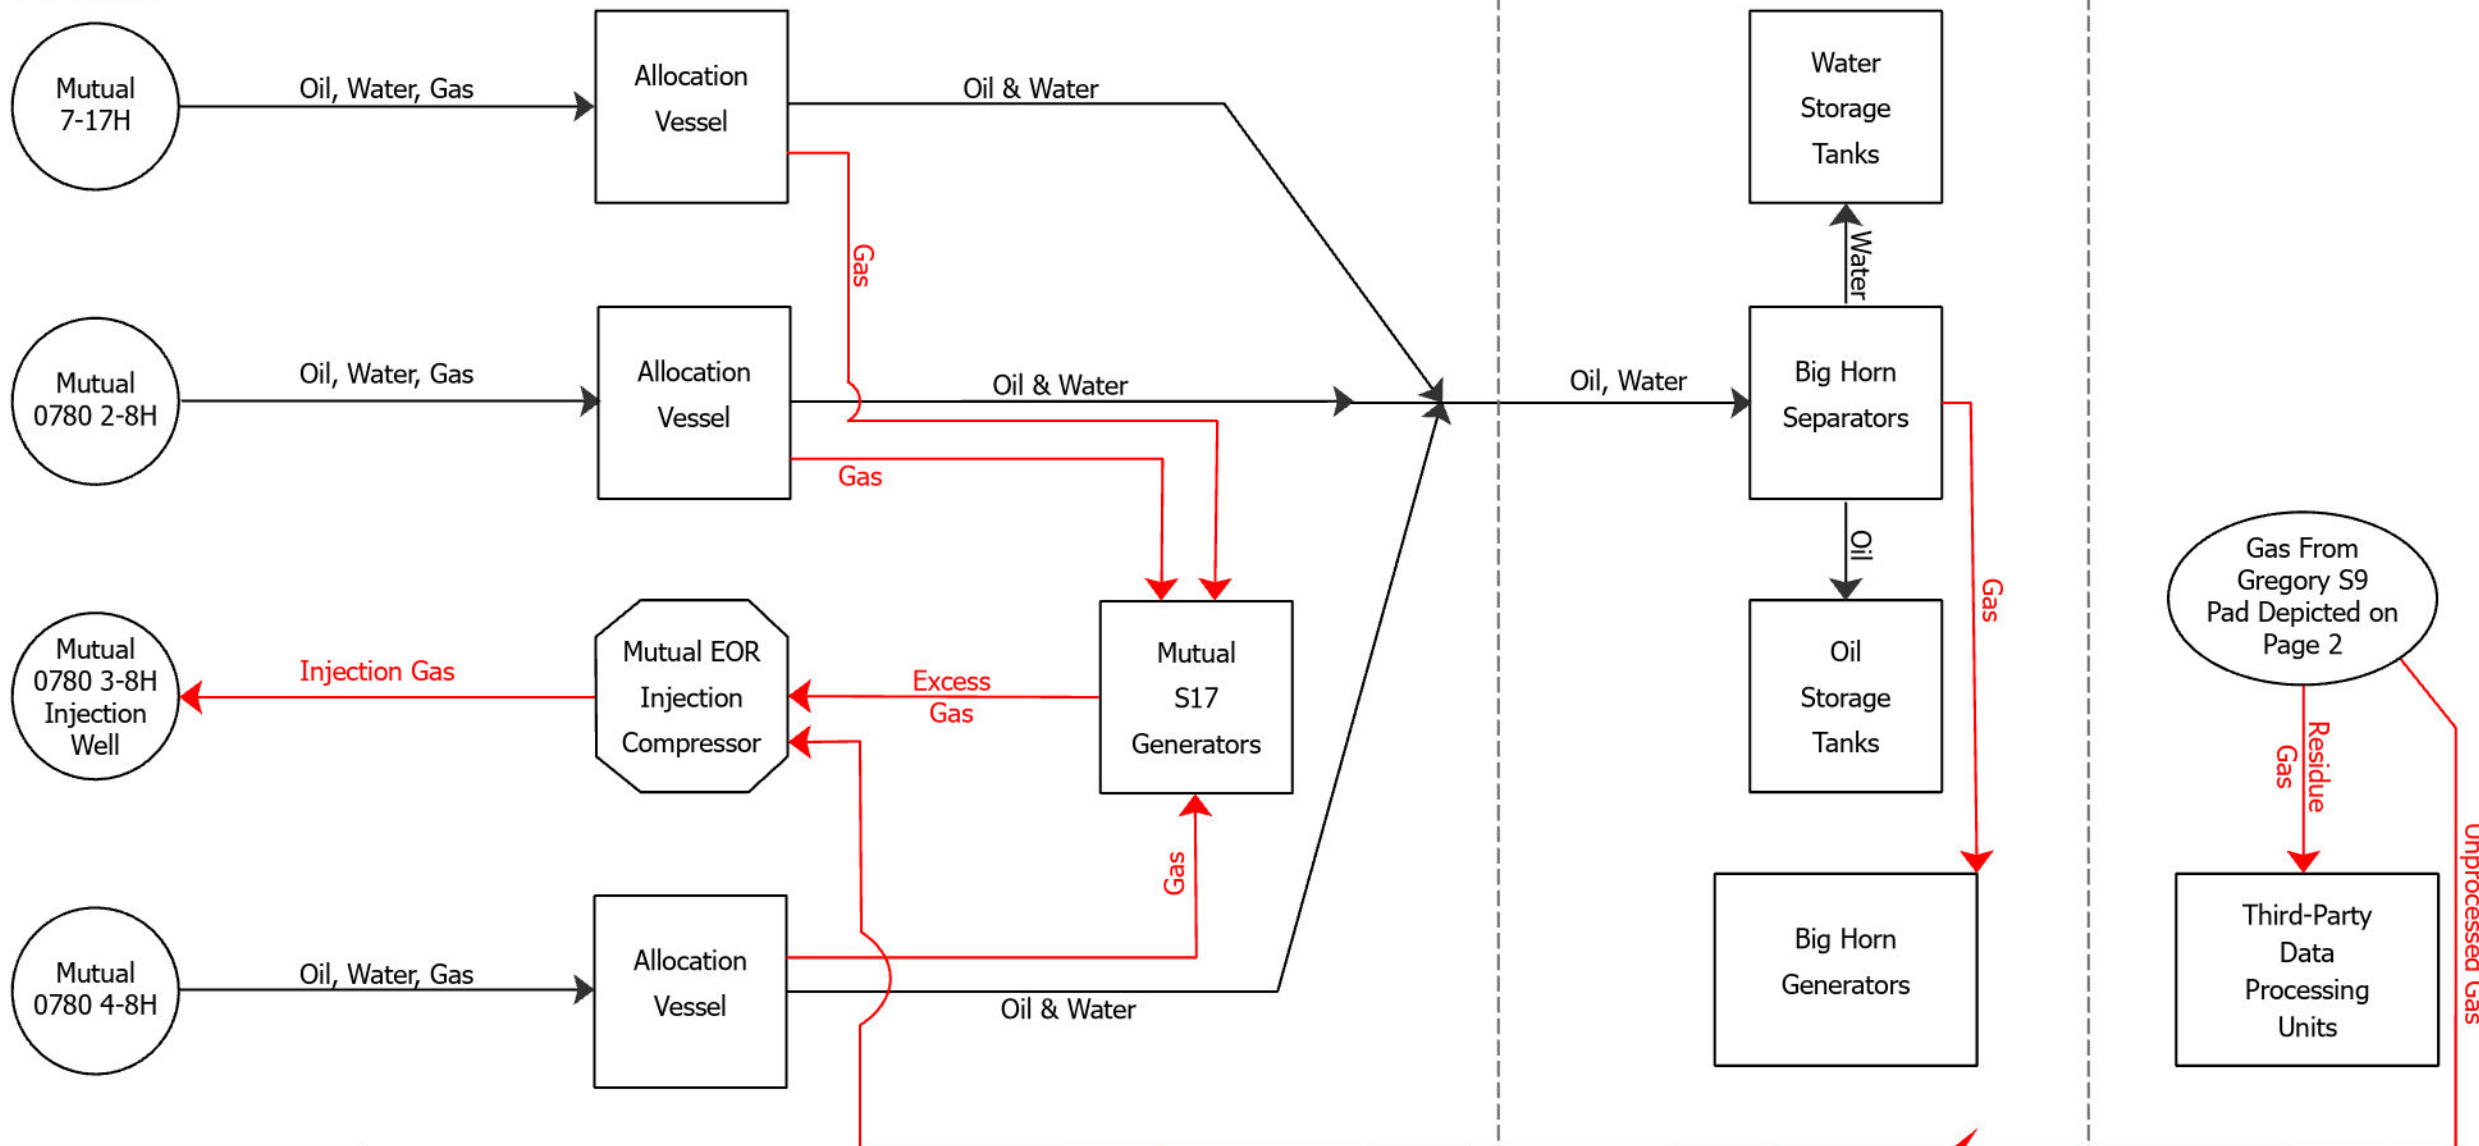 Mutual
7-17H
Oil, Water, Gas
Allocation
Vessel
Oil & Water
Gas
Mutual
0780 2-8H
Oil, Water, Gas
Allocation
Vessel
Oil & Water
Gas
Mutual
0780 3-8H
Injection
Well
Injection Gas
Mutual EOR
Injection
Compressor
Excess
Gas
Mutual
S17
Generators
Mutual
0780 4-8H
Oil, Water, Gas
Allocation
Vessel
Gas
Oil & Water
Oil, Water
Water
Storage
Tanks
Water
Big Horn
Separators
Oil
Gas
Oil
Storage
Tanks
Big Horn
Generators
Gas From
Gregory S9
Pad Depicted on
Page 2
Residue
Gas
Unprocessed Gas
Third-Party
Data
Processing
Units